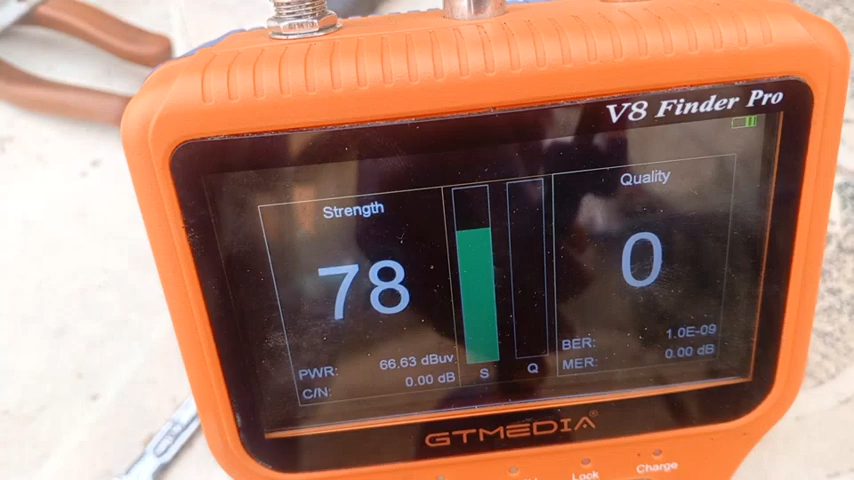 V8 Finder Pro
Strength
78
PWR: 66.63 dBuv
C/N: 0.00 dB
S
Q
Quality
0
BER: 1.0E-09
MER: 0.00 dB
GTMEDIA®
Lock
Charge